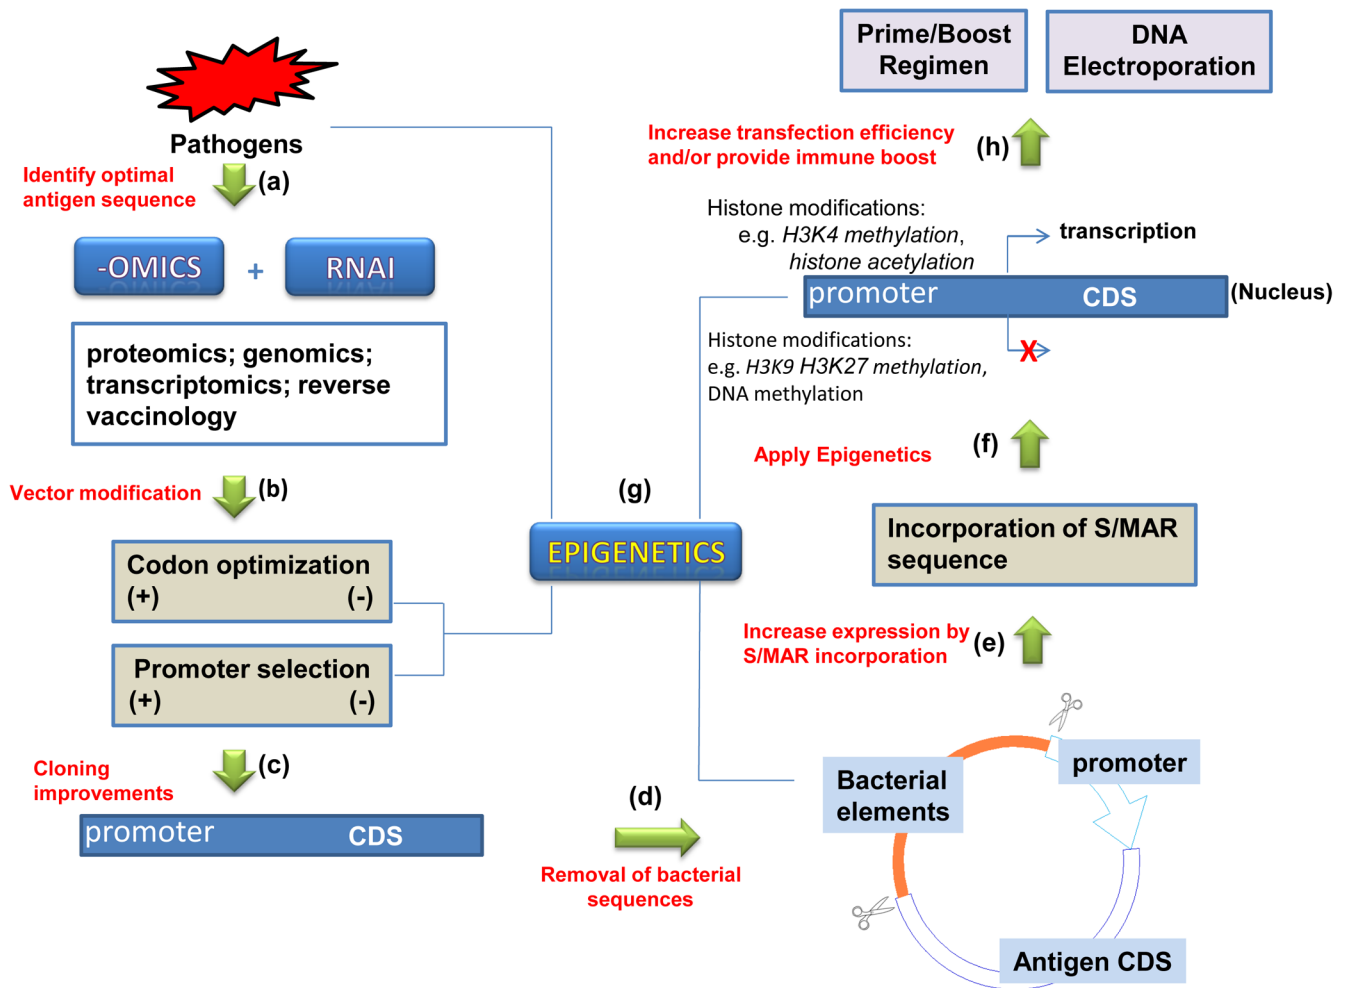 Pathogens
Identify optimal
antigen sequence
(a)
-OMICS
+
RNAI
proteomics; genomics;
transcriptomics; reverse
vaccinology
Vector modification
(b)
Codon optimization
(+) (-)
Promoter selection
(+) (-)
Cloning
improvements
(c)
promoter CDS
(d)
Removal of bacterial
sequences
(g)
EPIGENETICS
Bacterial
elements
promoter
Antigen CDS
Increase expression by
S/MAR incorporation
(e)
Incorporation of S/MAR
sequence
Apply Epigenetics
(f)
Histone modifications:
e.g. H3K4 methylation,
histone acetylation
transcription
promoter CDS
(Nucleus)
Histone modifications:
e.g. H3K9 H3K27 methylation,
DNA methylation
X
Increase transfection efficiency
and/or provide immune boost
(h)
Prime/Boost
Regimen
DNA
Electroporation